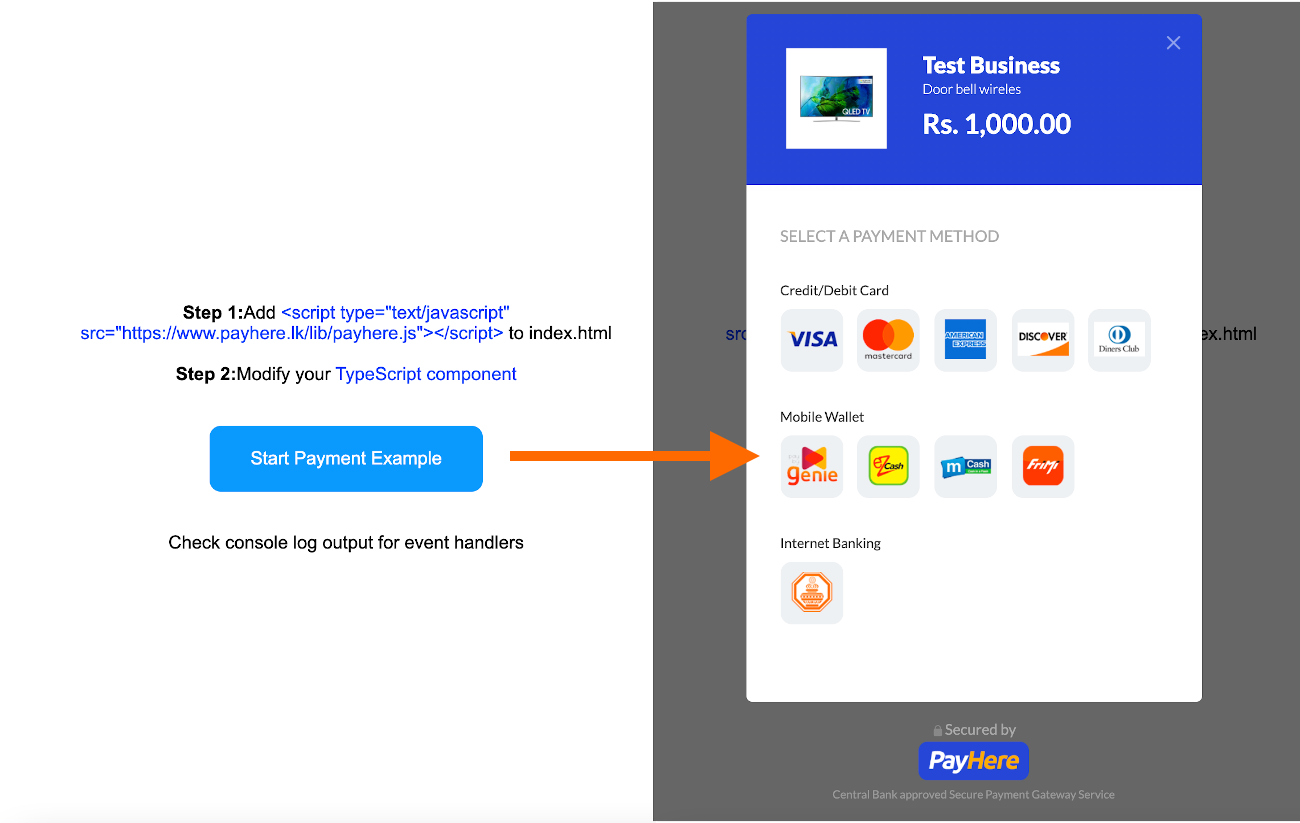 Step 1:Add <script type="text/javascript"
src="https://www.payhere.lk/lib/payhere.js"></script> to index.html
Step 2:Modify your TypeScript component
Start Payment Example
Check console log output for event handlers
src
ex.html
QLED TV
Test Business
Door bell wireles
Rs. 1,000.00
SELECT A PAYMENT METHOD
Credit/Debit Card
VISA
mastercard
AMERICAN EXPRESS
DISCOVER
Diners Club
Mobile Wallet
genie
eZ Cash
m Cash
FriMi
Internet Banking
Secured by
PayHere
Central Bank approved Secure Payment Gateway Service